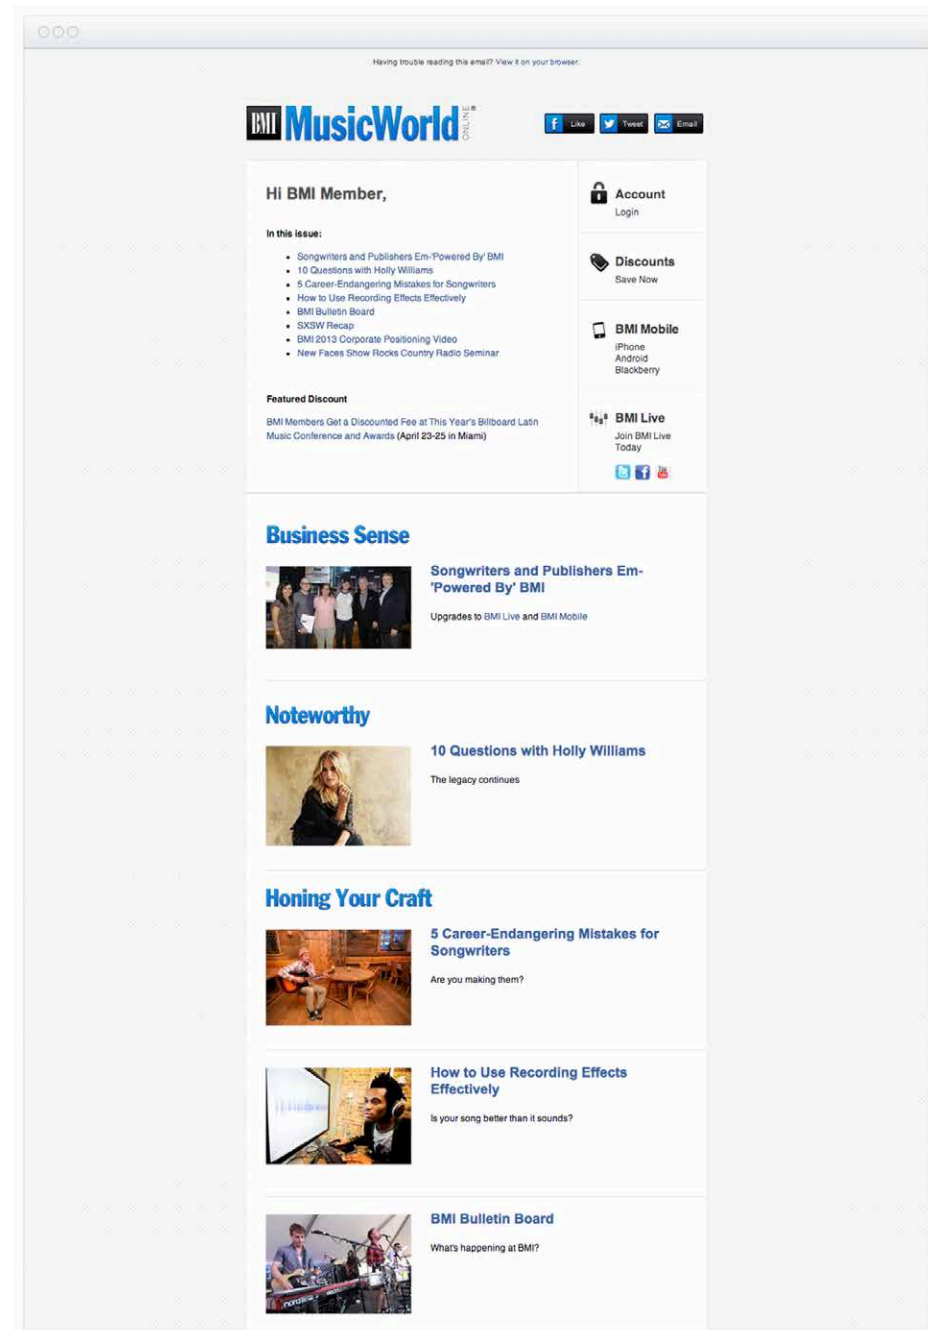 Having trouble reading this email? View it on your browser.
BMI MusicWorld ONLINE®
Like
Tweet
Email
Hi BMI Member,
In this issue:
• Songwriters and Publishers Em-'Powered By' BMI
• 10 Questions with Holly Williams
• 5 Career-Endangering Mistakes for Songwriters
• How to Use Recording Effects Effectively
• BMI Bulletin Board
• SXSW Recap
• BMI 2013 Corporate Positioning Video
• New Faces Show Rocks Country Radio Seminar
Featured Discount
BMI Members Get a Discounted Fee at This Year's Billboard Latin
Music Conference and Awards (April 23-25 in Miami)
Account
Login
Discounts
Save Now
BMI Mobile
iPhone
Android
Blackberry
BMI Live
Join BMI Live
Today
You Tube
Business Sense
Songwriters and Publishers Em-
'Powered By' BMI
Upgrades to BMI Live and BMI Mobile
Noteworthy
10 Questions with Holly Williams
The legacy continues
Honing Your Craft
5 Career-Endangering Mistakes for
Songwriters
Are you making them?
How to Use Recording Effects
Effectively
Is your song better than it sounds?
BMI Bulletin Board
What's happening at BMI?
nord